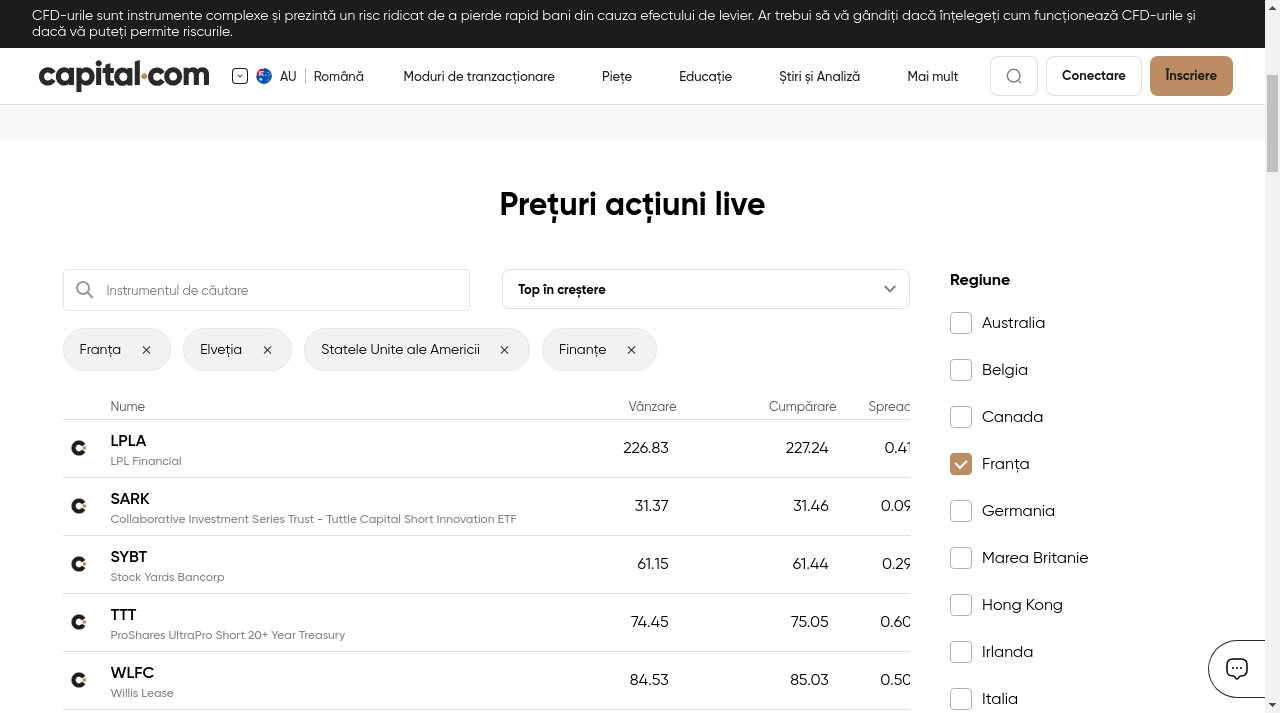 CFD-urile sunt instrumente complexe și prezintă un risc ridicat de a pierde rapid bani din cauza efectului de levier. Ar trebui să vă gândiți dacă înțelegeți cum funcționează CFD-urile și
dacă vă puteți permite riscurile.
capital.com
AU Română Moduri de tranzacționare Piețe Educație Știri și Analiză Mai mult Conectare Înscriere
Prețuri acțiuni live
Instrumentul de căutare
Top în creștere
Franța Elveția Statele Unite ale Americii Finanțe
Nume Vânzare Cumpărare Spread
LPLA 226.83 227.24 0.41
LPL Financial
SARK 31.37 31.46 0.09
Collaborative Investment Series Trust - Tuttle Capital Short Innovation ETF
SYBT 61.15 61.44 0.29
Stock Yards Bancorp
TTT 74.45 75.05 0.60
ProShares UltraPro Short 20+ Year Treasury
WLFC 84.53 85.03 0.50
Willis Lease
Regiune
Australia
Belgia
Canada
Franța
Germania
Marea Britanie
Hong Kong
Irlanda
Italia